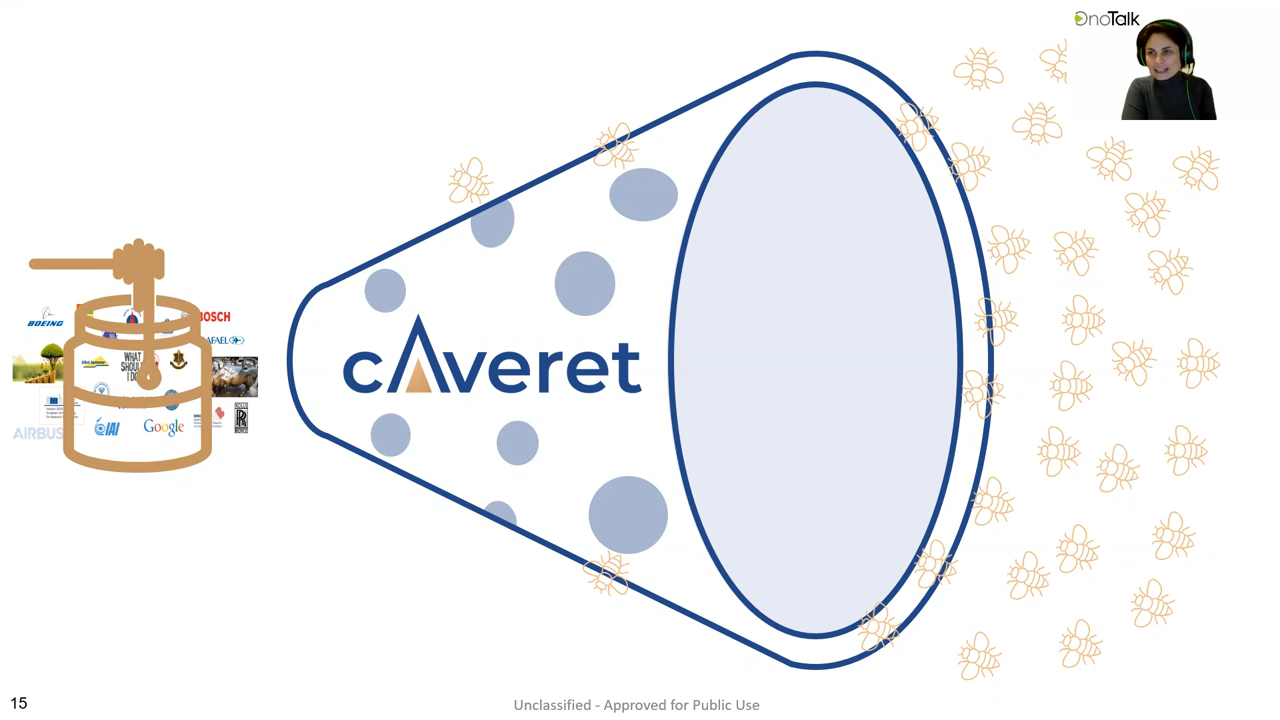 OnoTalk
BOEING
BOSCH
RAFAEL
WHAT
SHOULD
I DO
cAveret
AIRBUS
IAI
Google
15
Unclassified - Approved for Public Use